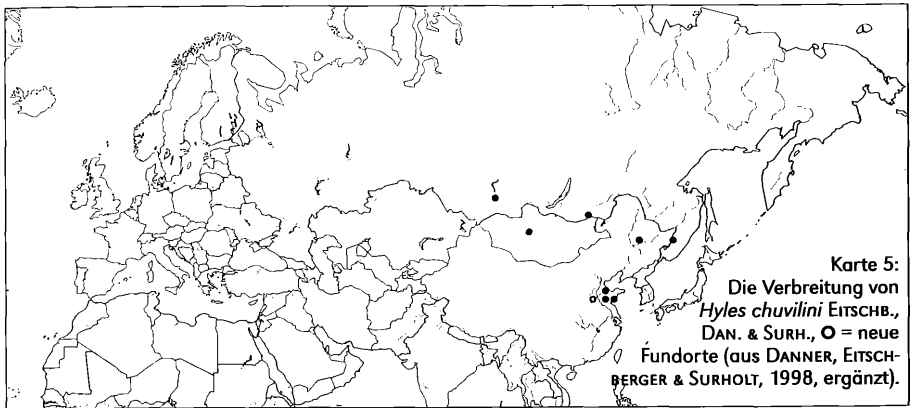 Karte 5:
Die Verbreitung von
Hyles chuvilini EITSCHB.,
DAN. & SURH., O = neue
Fundorte (aus DANNER, EITSCH-
BERGER & SURHOLT, 1998, ergänzt).